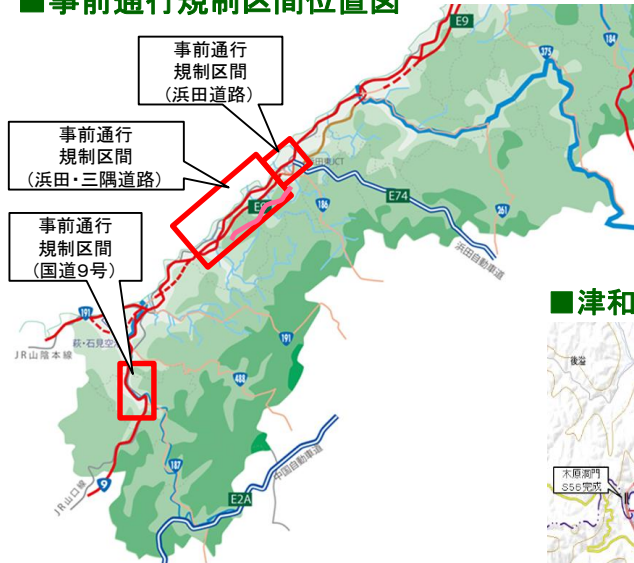 ■事前通行規制区間位置図
事前通行
規制区間
(浜田道路)
事前通行
規制区間
(浜田・三隅道路)
事前通行
規制区間
(国道9号)
E9
184
375
E74
186
261
浜田自動車道
191
萩・石見空
JR山陰本線
191
488
187
中国自動車道
E2A
9
JR山口線
■津和
後溢
木原洞門
S56完成